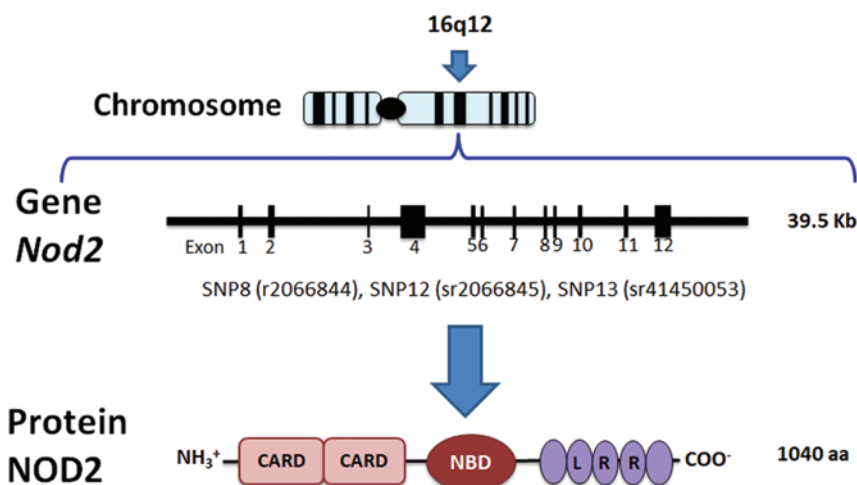 16q12
Chromosome
Gene
Nod2
39.5 Kb
Exon 1 2 3 4 5 6 7 8 9 10 11 12
SNP8 (r2066844), SNP12 (sr2066845), SNP13 (sr41450053)
Protein
NOD2
NH₃⁺ CARD CARD NBD L R R COO⁻
1040 aa